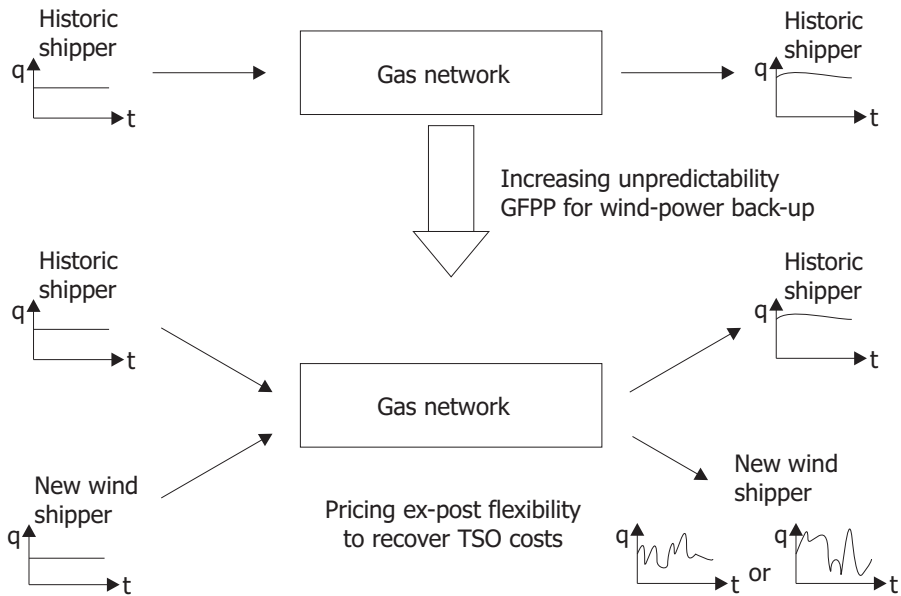 Historic
shipper
q
t
Gas network
Historic
shipper
q
t
Increasing unpredictability
GFPP for wind-power back-up
Historic
shipper
q
t
Historic
shipper
q
t
Gas network
New wind
shipper
q
t
Pricing ex-post flexibility
to recover TSO costs
New wind
shipper
q
t
or
q
t